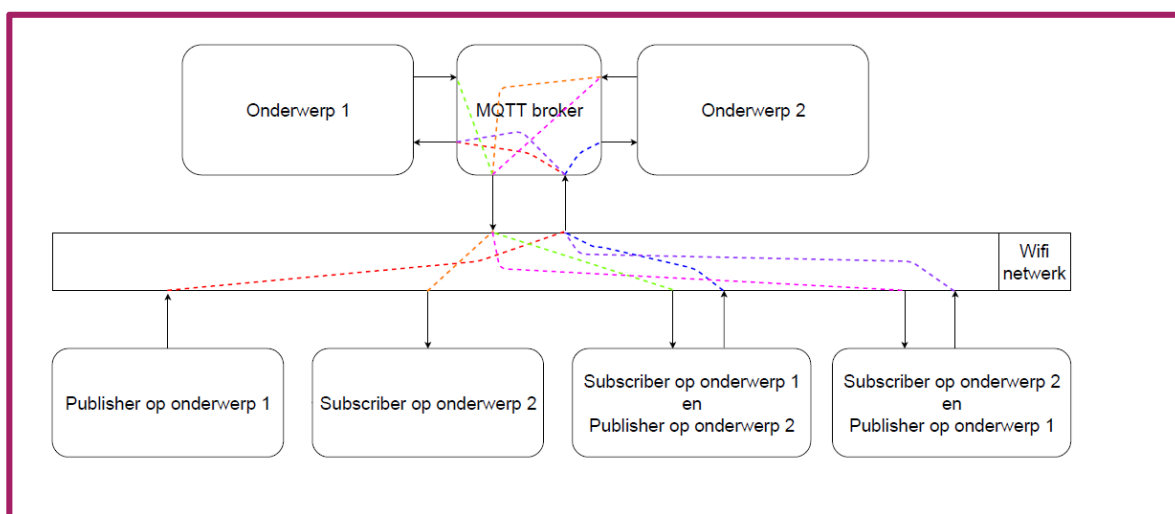 Onderwerp 1
MQTT broker
Onderwerp 2
Wifi
netwerk
Publisher op onderwerp 1
Subscriber op onderwerp 2
Subscriber op onderwerp 1
en
Publisher op onderwerp 2
Subscriber op onderwerp 2
en
Publisher op onderwerp 1